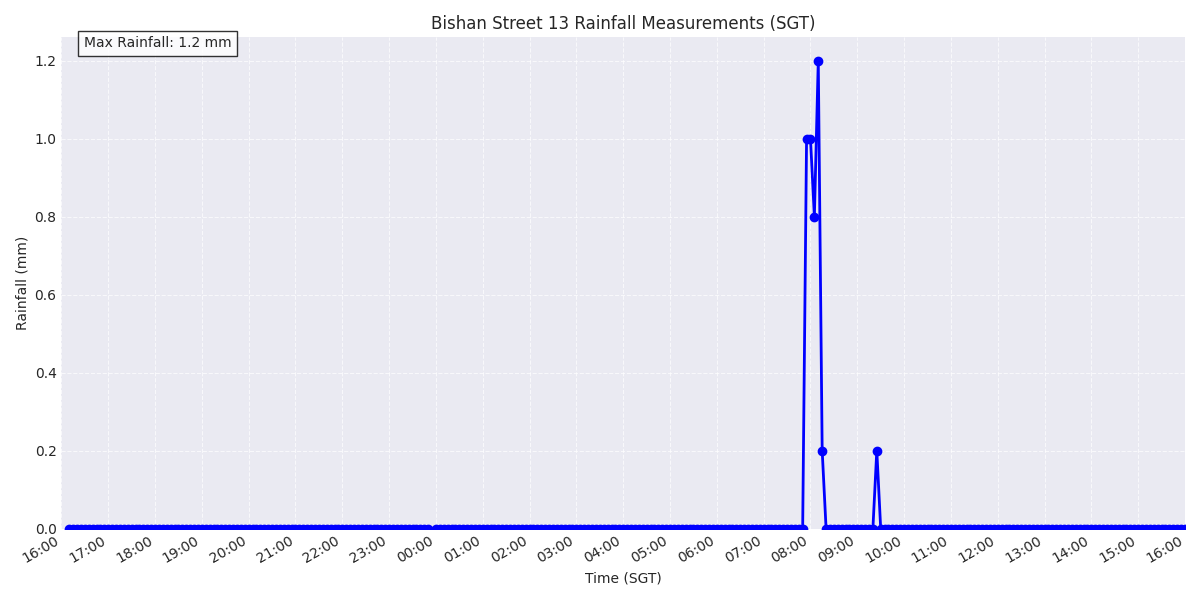 Bishan Street 13 Rainfall Measurements (SGT)
Max Rainfall: 1.2 mm
Rainfall (mm)
1.2
1.0
0.8
0.6
0.4
0.2
0.0
16:00 17:00 18:00 19:00 20:00 21:00 22:00 23:00 00:00 01:00 02:00 03:00 04:00 05:00 06:00 07:00 08:00 09:00 10:00 11:00 12:00 13:00 14:00 15:00 16:00
Time (SGT)